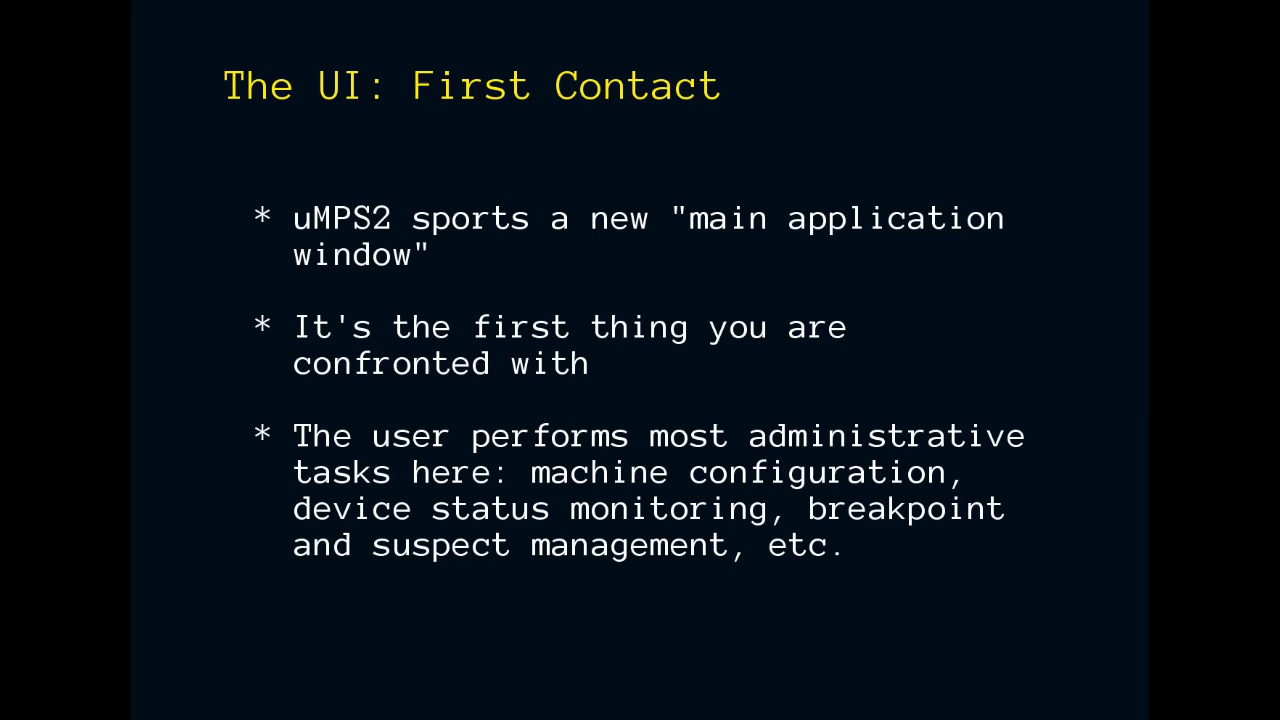 The UI: First Contact
* uMPS2 sports a new "main application
window"
* It's the first thing you are
confronted with
* The user performs most administrative
tasks here: machine configuration,
device status monitoring, breakpoint
and suspect management, etc.